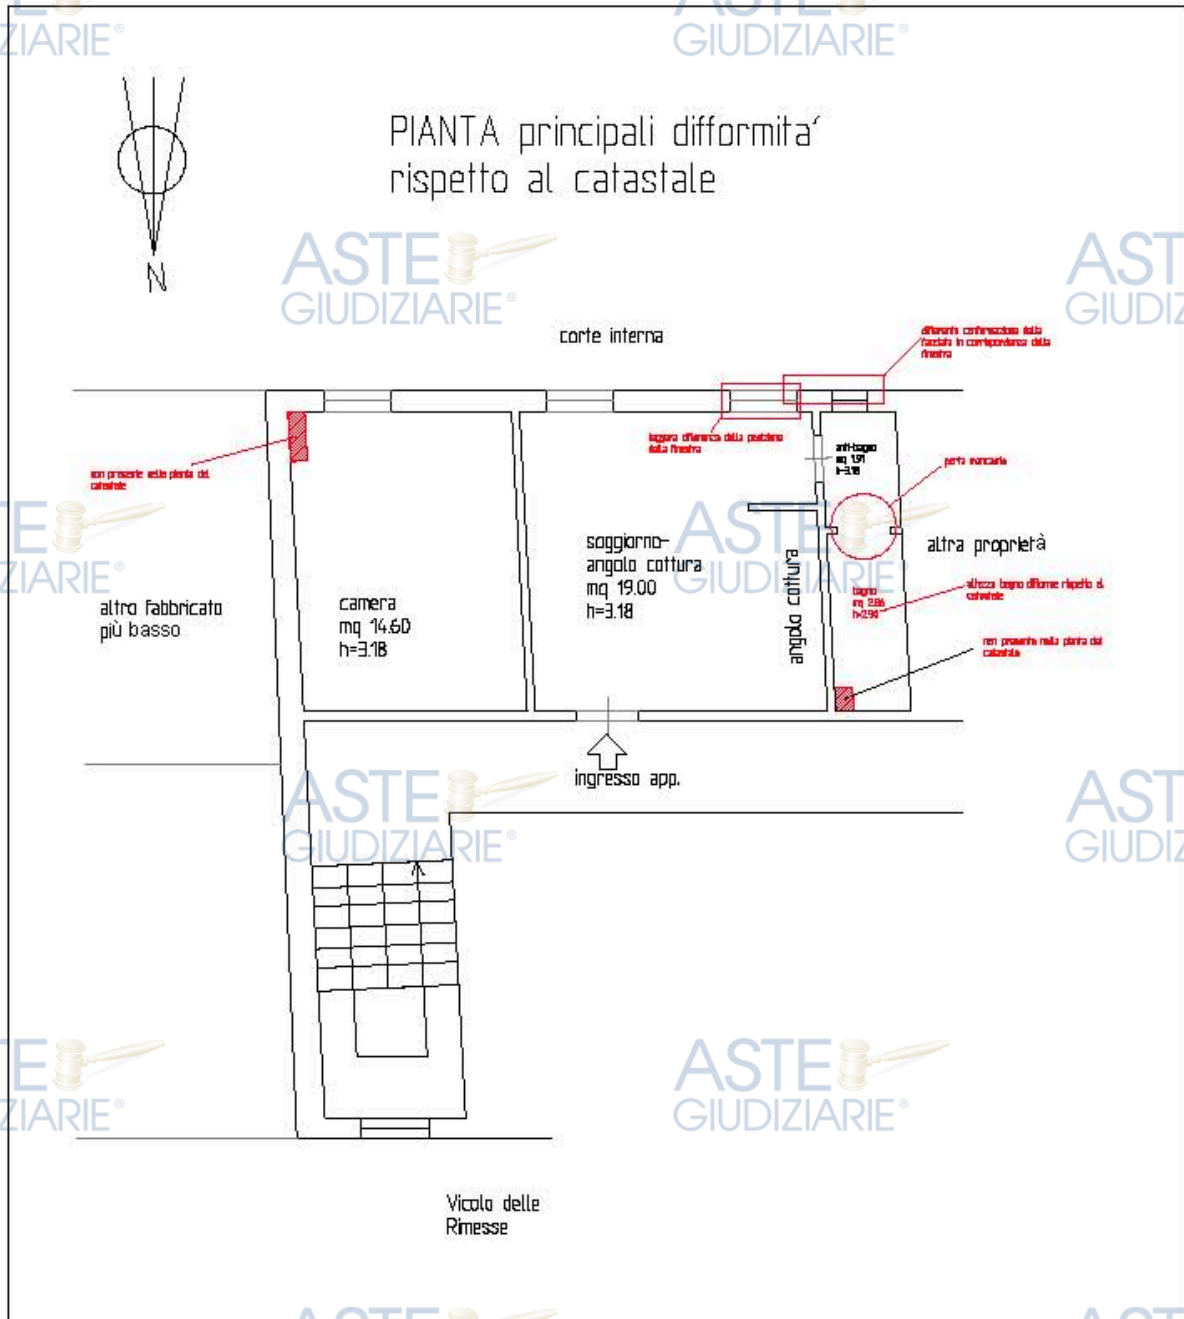 PIANTA principali difformita'
rispetto al catastale
N
ASTE
GIUDIZIARIE®
corte interna
differente conformazione della
facciata in corrispondenza della
finestra
leggera differenza della posizione
della finestra
anti-bagno
mq 1.91
h=3.18
non presente nella pianta del
catastale
porta mancante
soggiorno-
angolo cottura
mq 19.00
h=3.18
angolo cottura
altra proprietà
altro fabbricato
più basso
camera
mq 14.60
h=3.18
bagno
mq 2.86
h=2.94
altezza bagno difforme rispetto al
catastale
non presente nella pianta del
catastale
ingresso app.
Vicolo delle
Rimesse